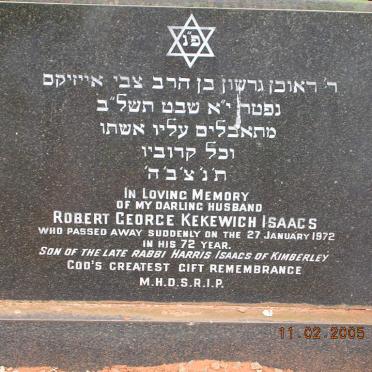 פ"נ
ר' ראובן גרשון בן הרב צבי אייזיקס
נפטר י"א שבט תשל"ב
מתאבלים עליו אשתו
וכל קרוביו
ת' נ' צ' ב' ה'
IN LOVING MEMORY
OF MY DARLING HUSBAND
ROBERT GEORGE KEKEWICH ISAACS
WHO PASSED AWAY SUDDENLY ON THE 27 JANUARY 1972
IN HIS 72 YEAR.
SON OF THE LATE RABBI HARRIS ISAACS OF KIMBERLEY
GOD'S GREATEST GIFT REMEMBRANCE
M.H.D.S.R.I.P.
11.02.2005